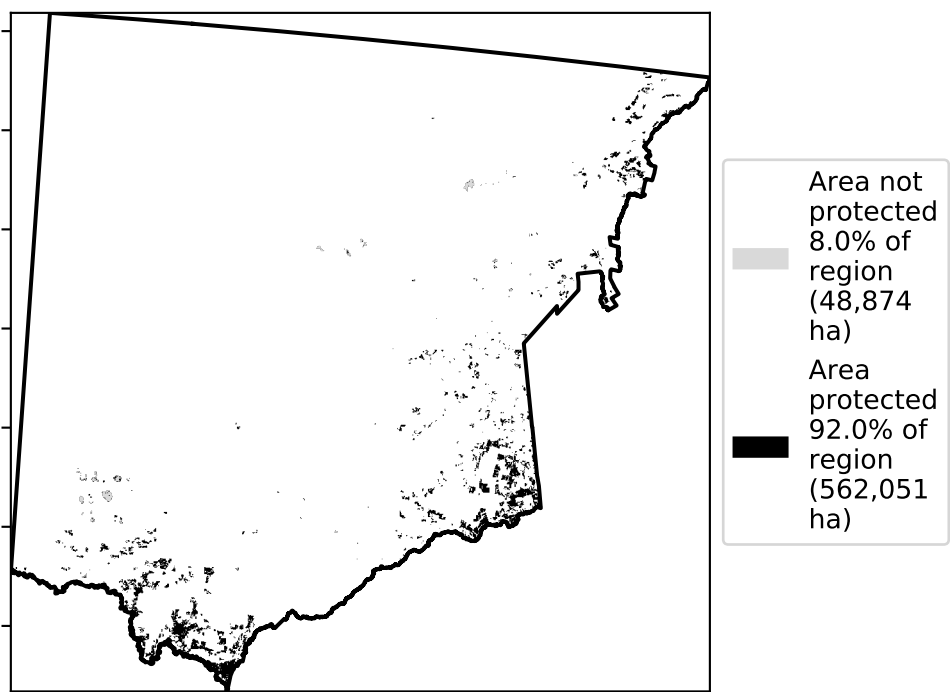 Area not
protected
8.0% of
region
(48,874
ha)
Area
protected
92.0% of
region
(562,051
ha)